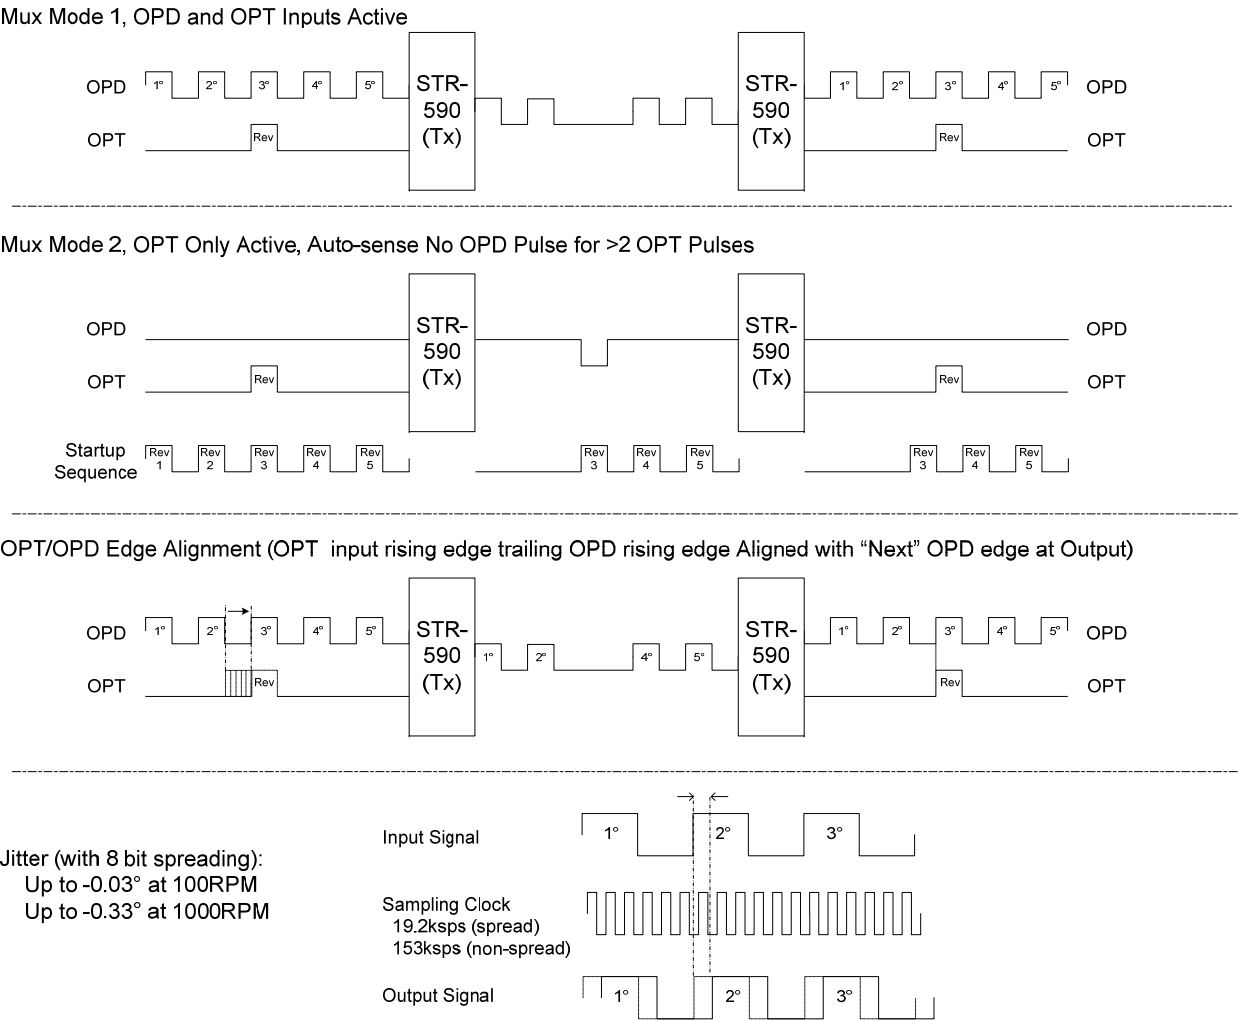 Mux Mode 1, OPD and OPT Inputs Active
OPD 1° 2° 3° 4° 5° STR-590 (Tx) STR-590 (Tx) 1° 2° 3° 4° 5° OPD
OPT Rev Rev OPT
Mux Mode 2, OPT Only Active, Auto-sense No OPD Pulse for >2 OPT Pulses
OPD STR-590 (Tx) STR-590 (Tx) OPD
OPT Rev Rev OPT
Startup Sequence Rev 1 Rev 2 Rev 3 Rev 4 Rev 5 Rev 3 Rev 4 Rev 5 Rev 3 Rev 4 Rev 5
OPT/OPD Edge Alignment (OPT input rising edge trailing OPD rising edge Aligned with “Next” OPD edge at Output)
OPD 1° 2° 3° 4° 5° STR-590 (Tx) 1° 2° 4° 5° STR-590 (Tx) 1° 2° 3° 4° 5° OPD
OPT Rev Rev OPT
Jitter (with 8 bit spreading):
Up to -0.03° at 100RPM
Up to -0.33° at 1000RPM
Input Signal 1° 2° 3°
Sampling Clock
19.2ksps (spread)
153ksps (non-spread)
Output Signal 1° 2° 3°